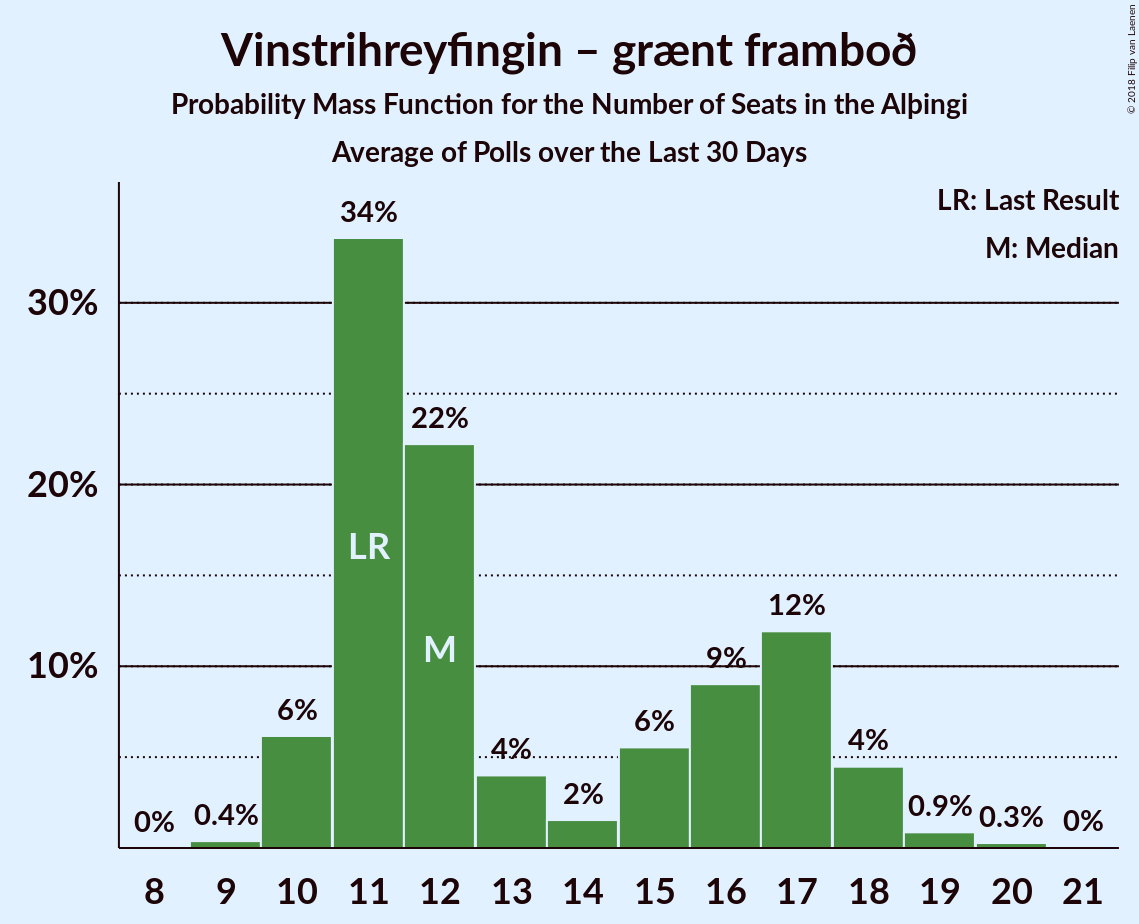 Vinstrihreyfingin – grænt framboð
Probability Mass Function for the Number of Seats in the Alþingi
Average of Polls over the Last 30 Days
© 2018 Filip van Laenen
LR: Last Result
M: Median
34%
30%
22%
20%
LR
12%
M
10%
9%
6%
6%
4%
4%
2%
0%
0.4%
0.9%
0.3%
0%
8 9 10 11 12 13 14 15 16 17 18 19 20 21